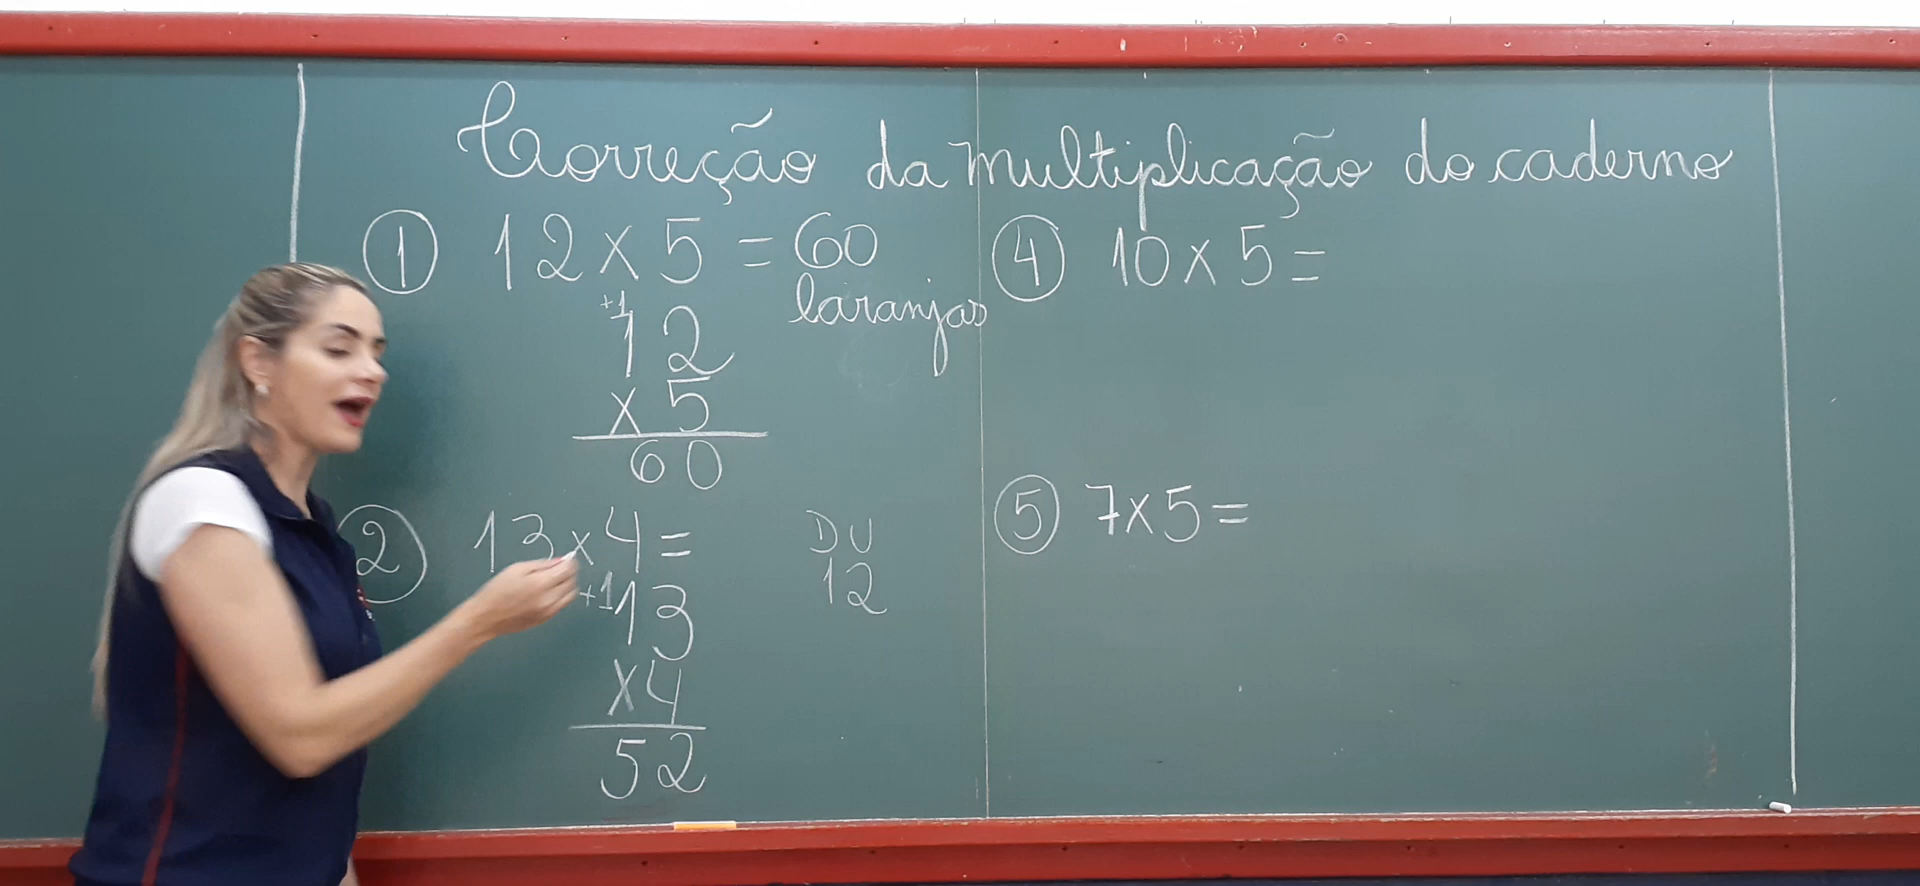 Correção da multiplicação do caderno
① 12 x 5 = 60
laranjas
+1
12
x 5
60
② 13 x 4 =
+1 13
x 4
52
D U
12
④ 10 x 5 =
⑤ 7 x 5 =